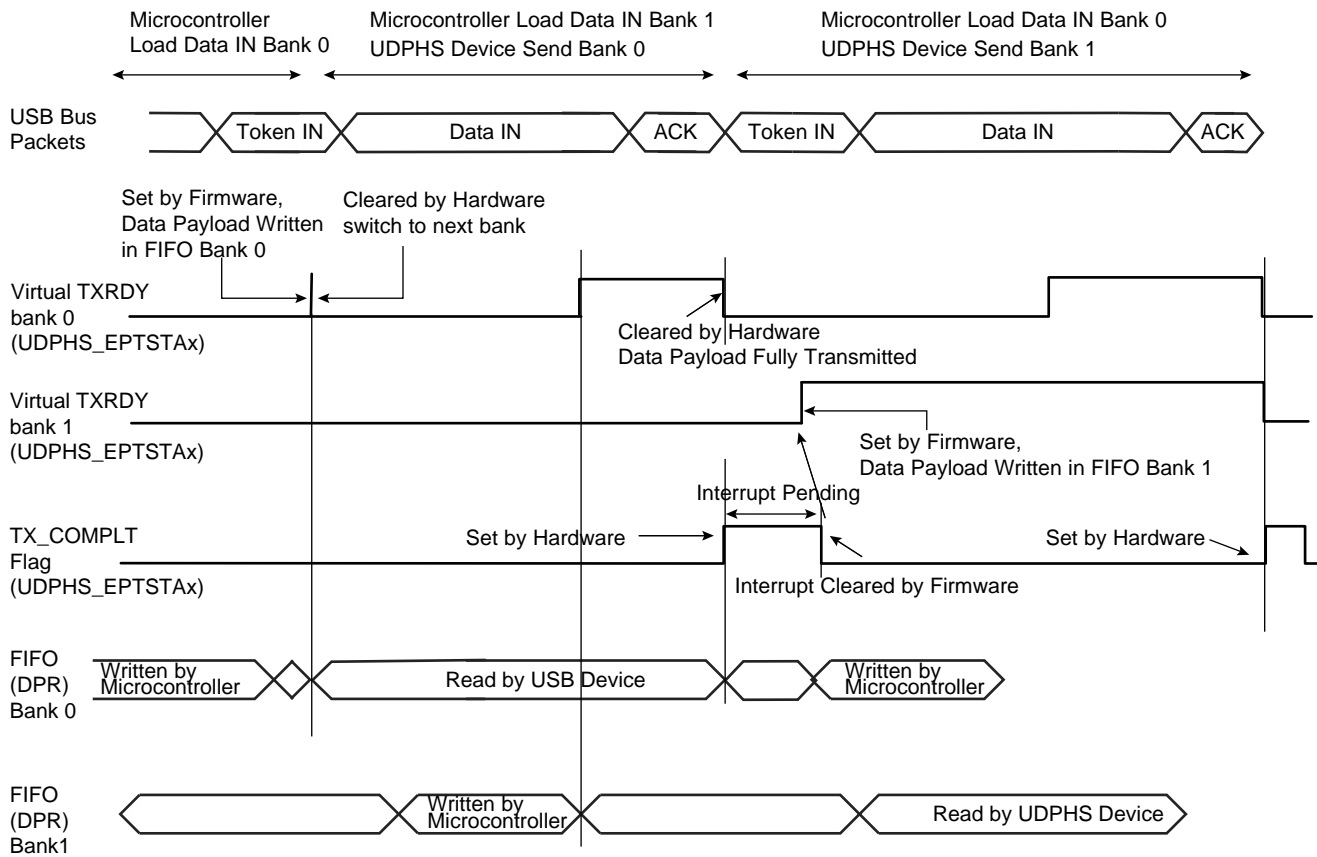 Microcontroller
Load Data IN Bank 0
Microcontroller Load Data IN Bank 1
UDPHS Device Send Bank 0
Microcontroller Load Data IN Bank 0
UDPHS Device Send Bank 1
USB Bus
Packets
Token IN
Data IN
ACK
Token IN
Data IN
ACK
Set by Firmware,
Data Payload Written
in FIFO Bank 0
Cleared by Hardware
switch to next bank
Virtual TXRDY
bank 0
(UDPHS_EPTSTAx)
Cleared by Hardware
Data Payload Fully Transmitted
Virtual TXRDY
bank 1
(UDPHS_EPTSTAx)
Set by Firmware,
Data Payload Written in FIFO Bank 1
Interrupt Pending
TX_COMPLT
Flag
(UDPHS_EPTSTAx)
Set by Hardware
Set by Hardware
Interrupt Cleared by Firmware
FIFO
(DPR)
Bank 0
Written by
Microcontroller
Read by USB Device
Written by
Microcontroller
FIFO
(DPR)
Bank1
Written by
Microcontroller
Read by UDPHS Device